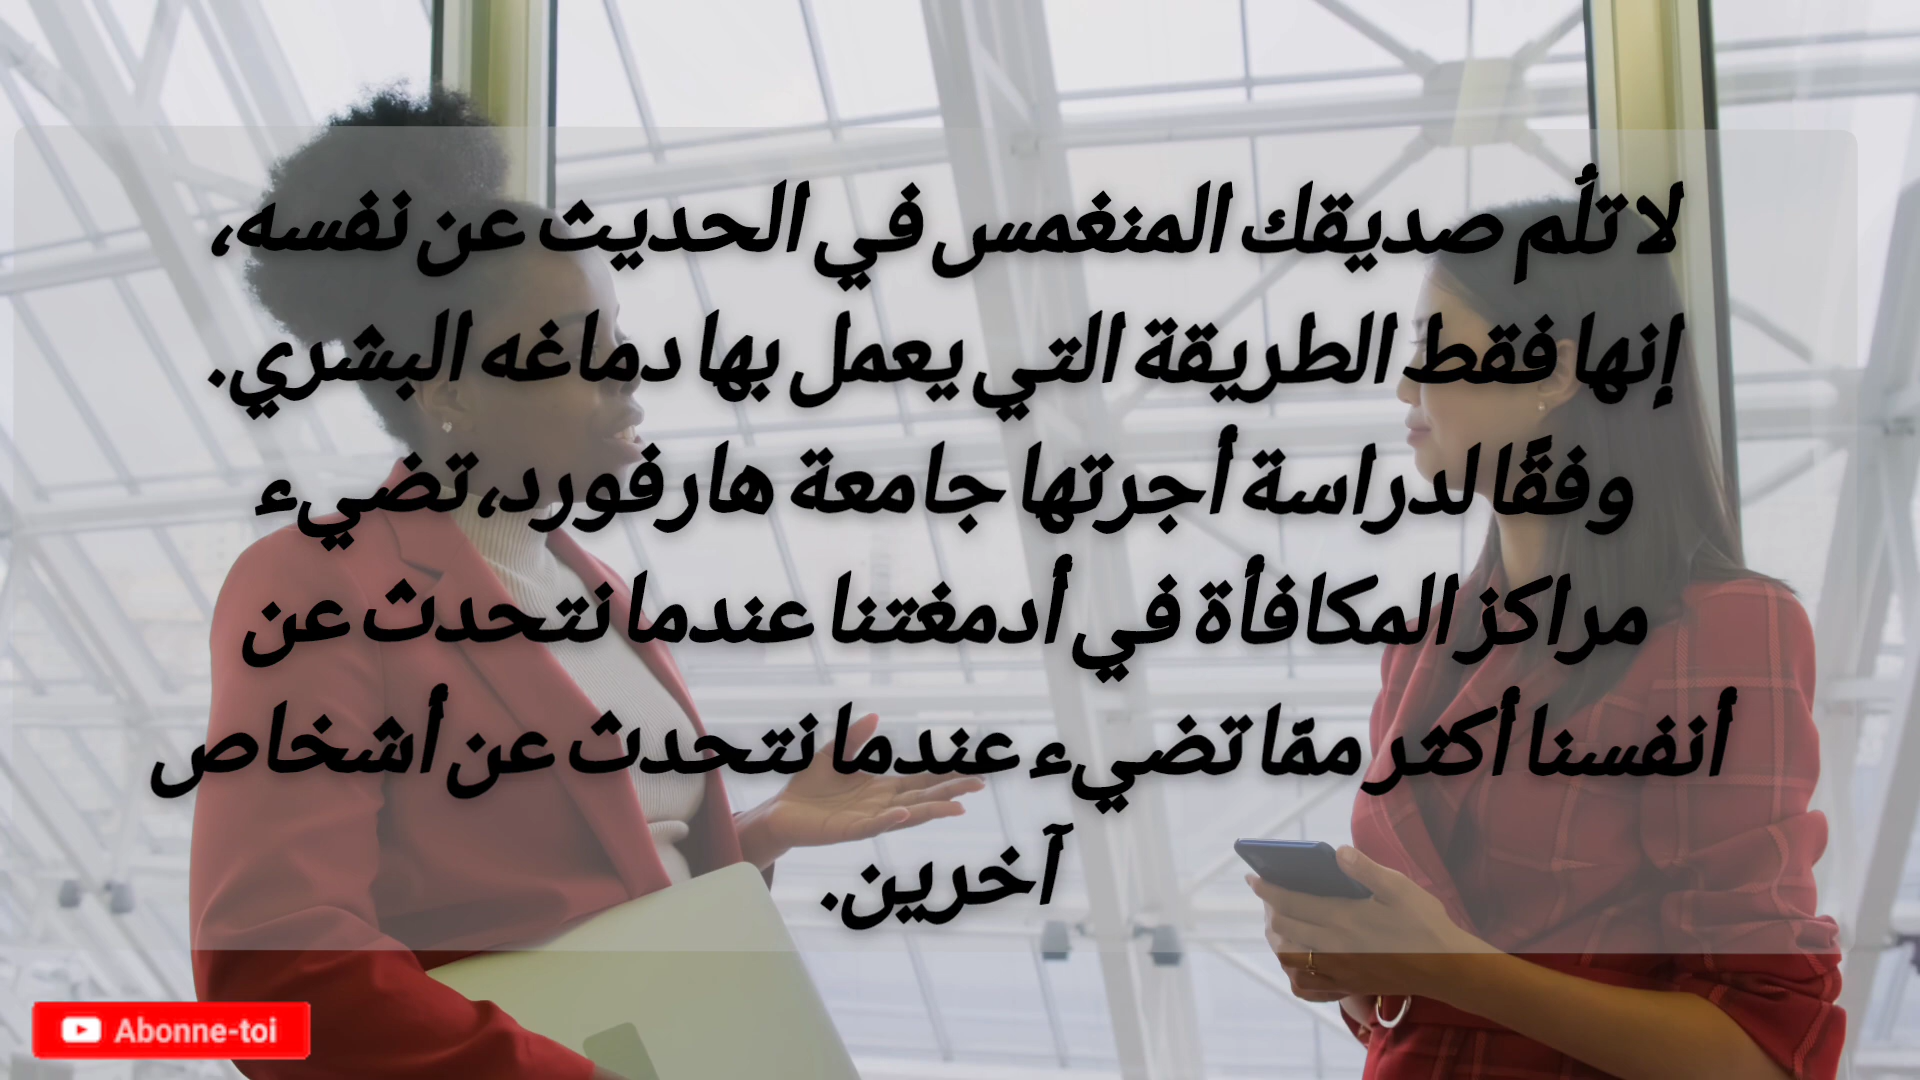 لا تلُم صديقك المنغمس في الحديث عن نفسه،
إنها فقط الطريقة التي يعمل بها دماغه البشري.
وفقًا لدراسة أجرتها جامعة هارفورد، تضيء
مراكز المكافأة في أدمغتنا عندما نتحدث عن
أنفسنا أكثر ممّا تضيء عندما نتحدث عن أشخاص
آخرين.
Abonne-toi